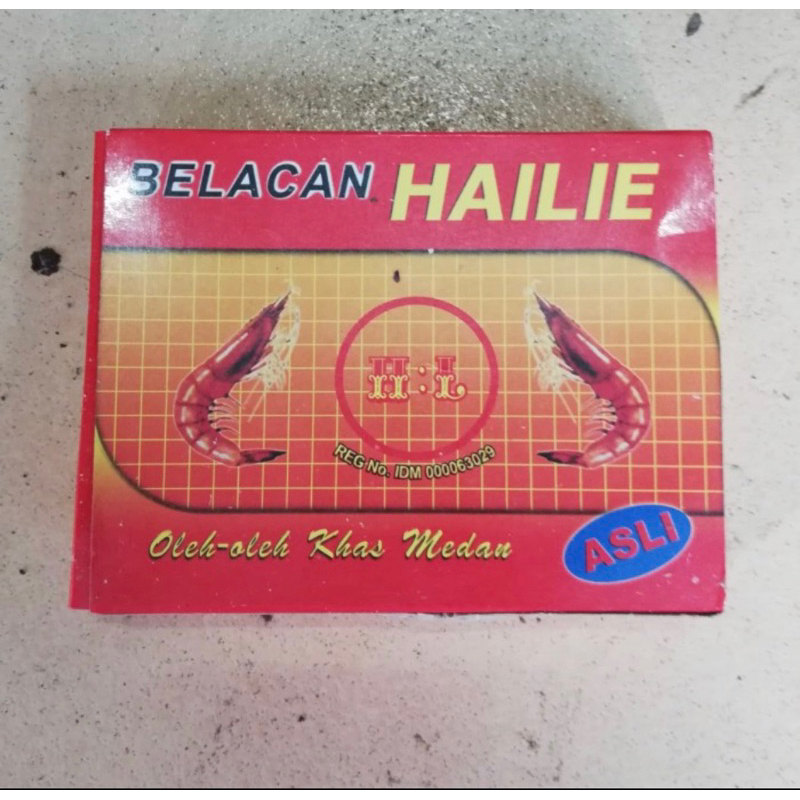 BELACAN HAILIE
H:L
REG No. IDM 000063029
Oleh-oleh Khas Medan
ASLI